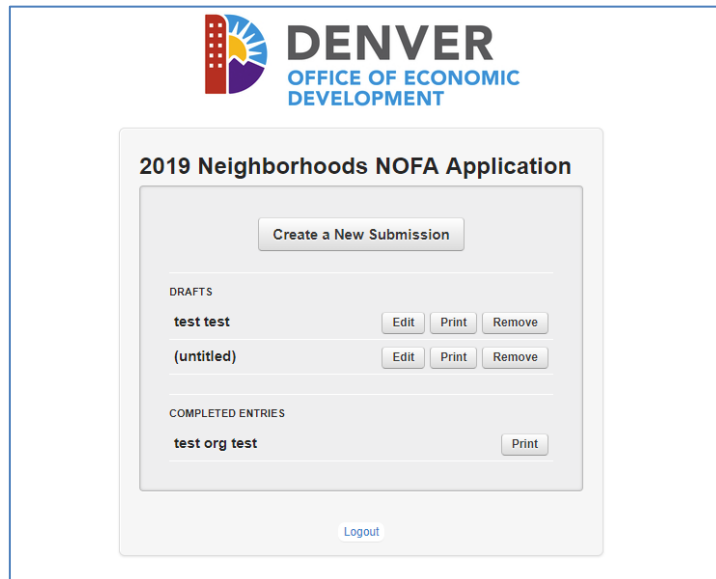 DENVER
OFFICE OF ECONOMIC
DEVELOPMENT
2019 Neighborhoods NOFA Application
Create a New Submission
DRAFTS
test test Edit Print Remove
(untitled) Edit Print Remove
COMPLETED ENTRIES
test org test Print
Logout